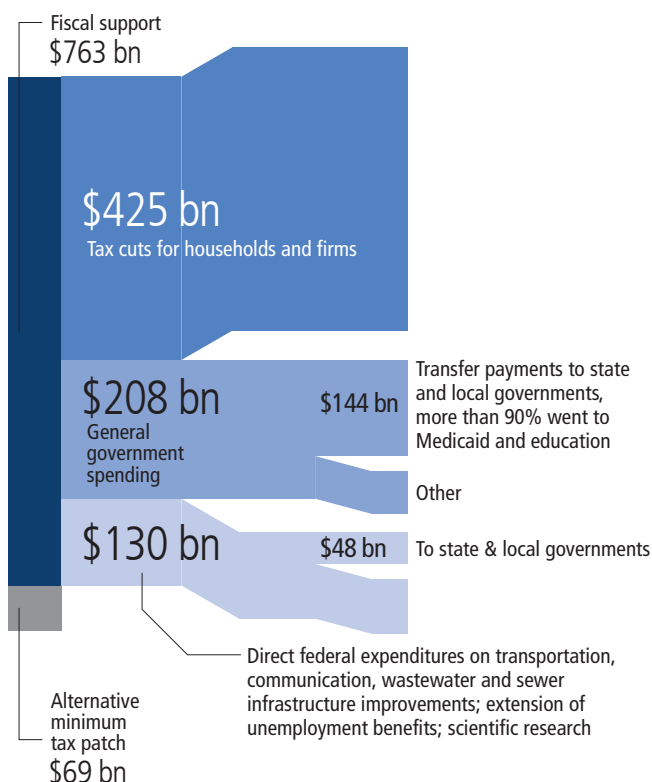 Fiscal support
$763 bn
$425 bn
Tax cuts for households and firms
$208 bn
General
government
spending
$144 bn
Transfer payments to state
and local governments,
more than 90% went to
Medicaid and education
Other
$130 bn
$48 bn
To state & local governments
Direct federal expenditures on transportation,
communication, wastewater and sewer
infrastructure improvements; extension of
unemployment benefits; scientific research
Alternative
minimum
tax patch
$69 bn